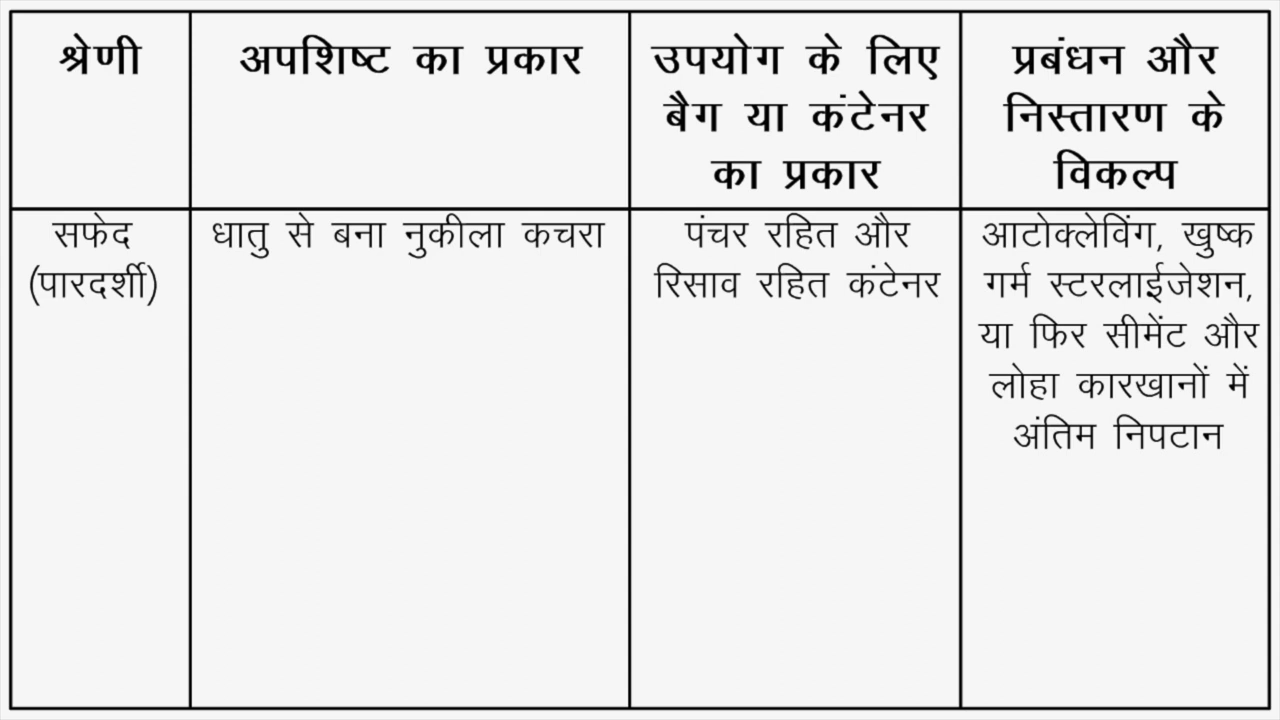 श्रेणी
अपशिष्ट का प्रकार
उपयोग के लिए
बैग या कंटेनर
का प्रकार
प्रबंधन और
निस्तारण के
विकल्प
सफेद
(पारदर्शी)
धातु से बना नुकीला कचरा
पंचर रहित और
रिसाव रहित कंटेनर
आटोक्लेविंग, खुष्क
गर्म स्टरलाईजेशन,
या फिर सीमेंट और
लोहा कारखानों में
अंतिम निपटान